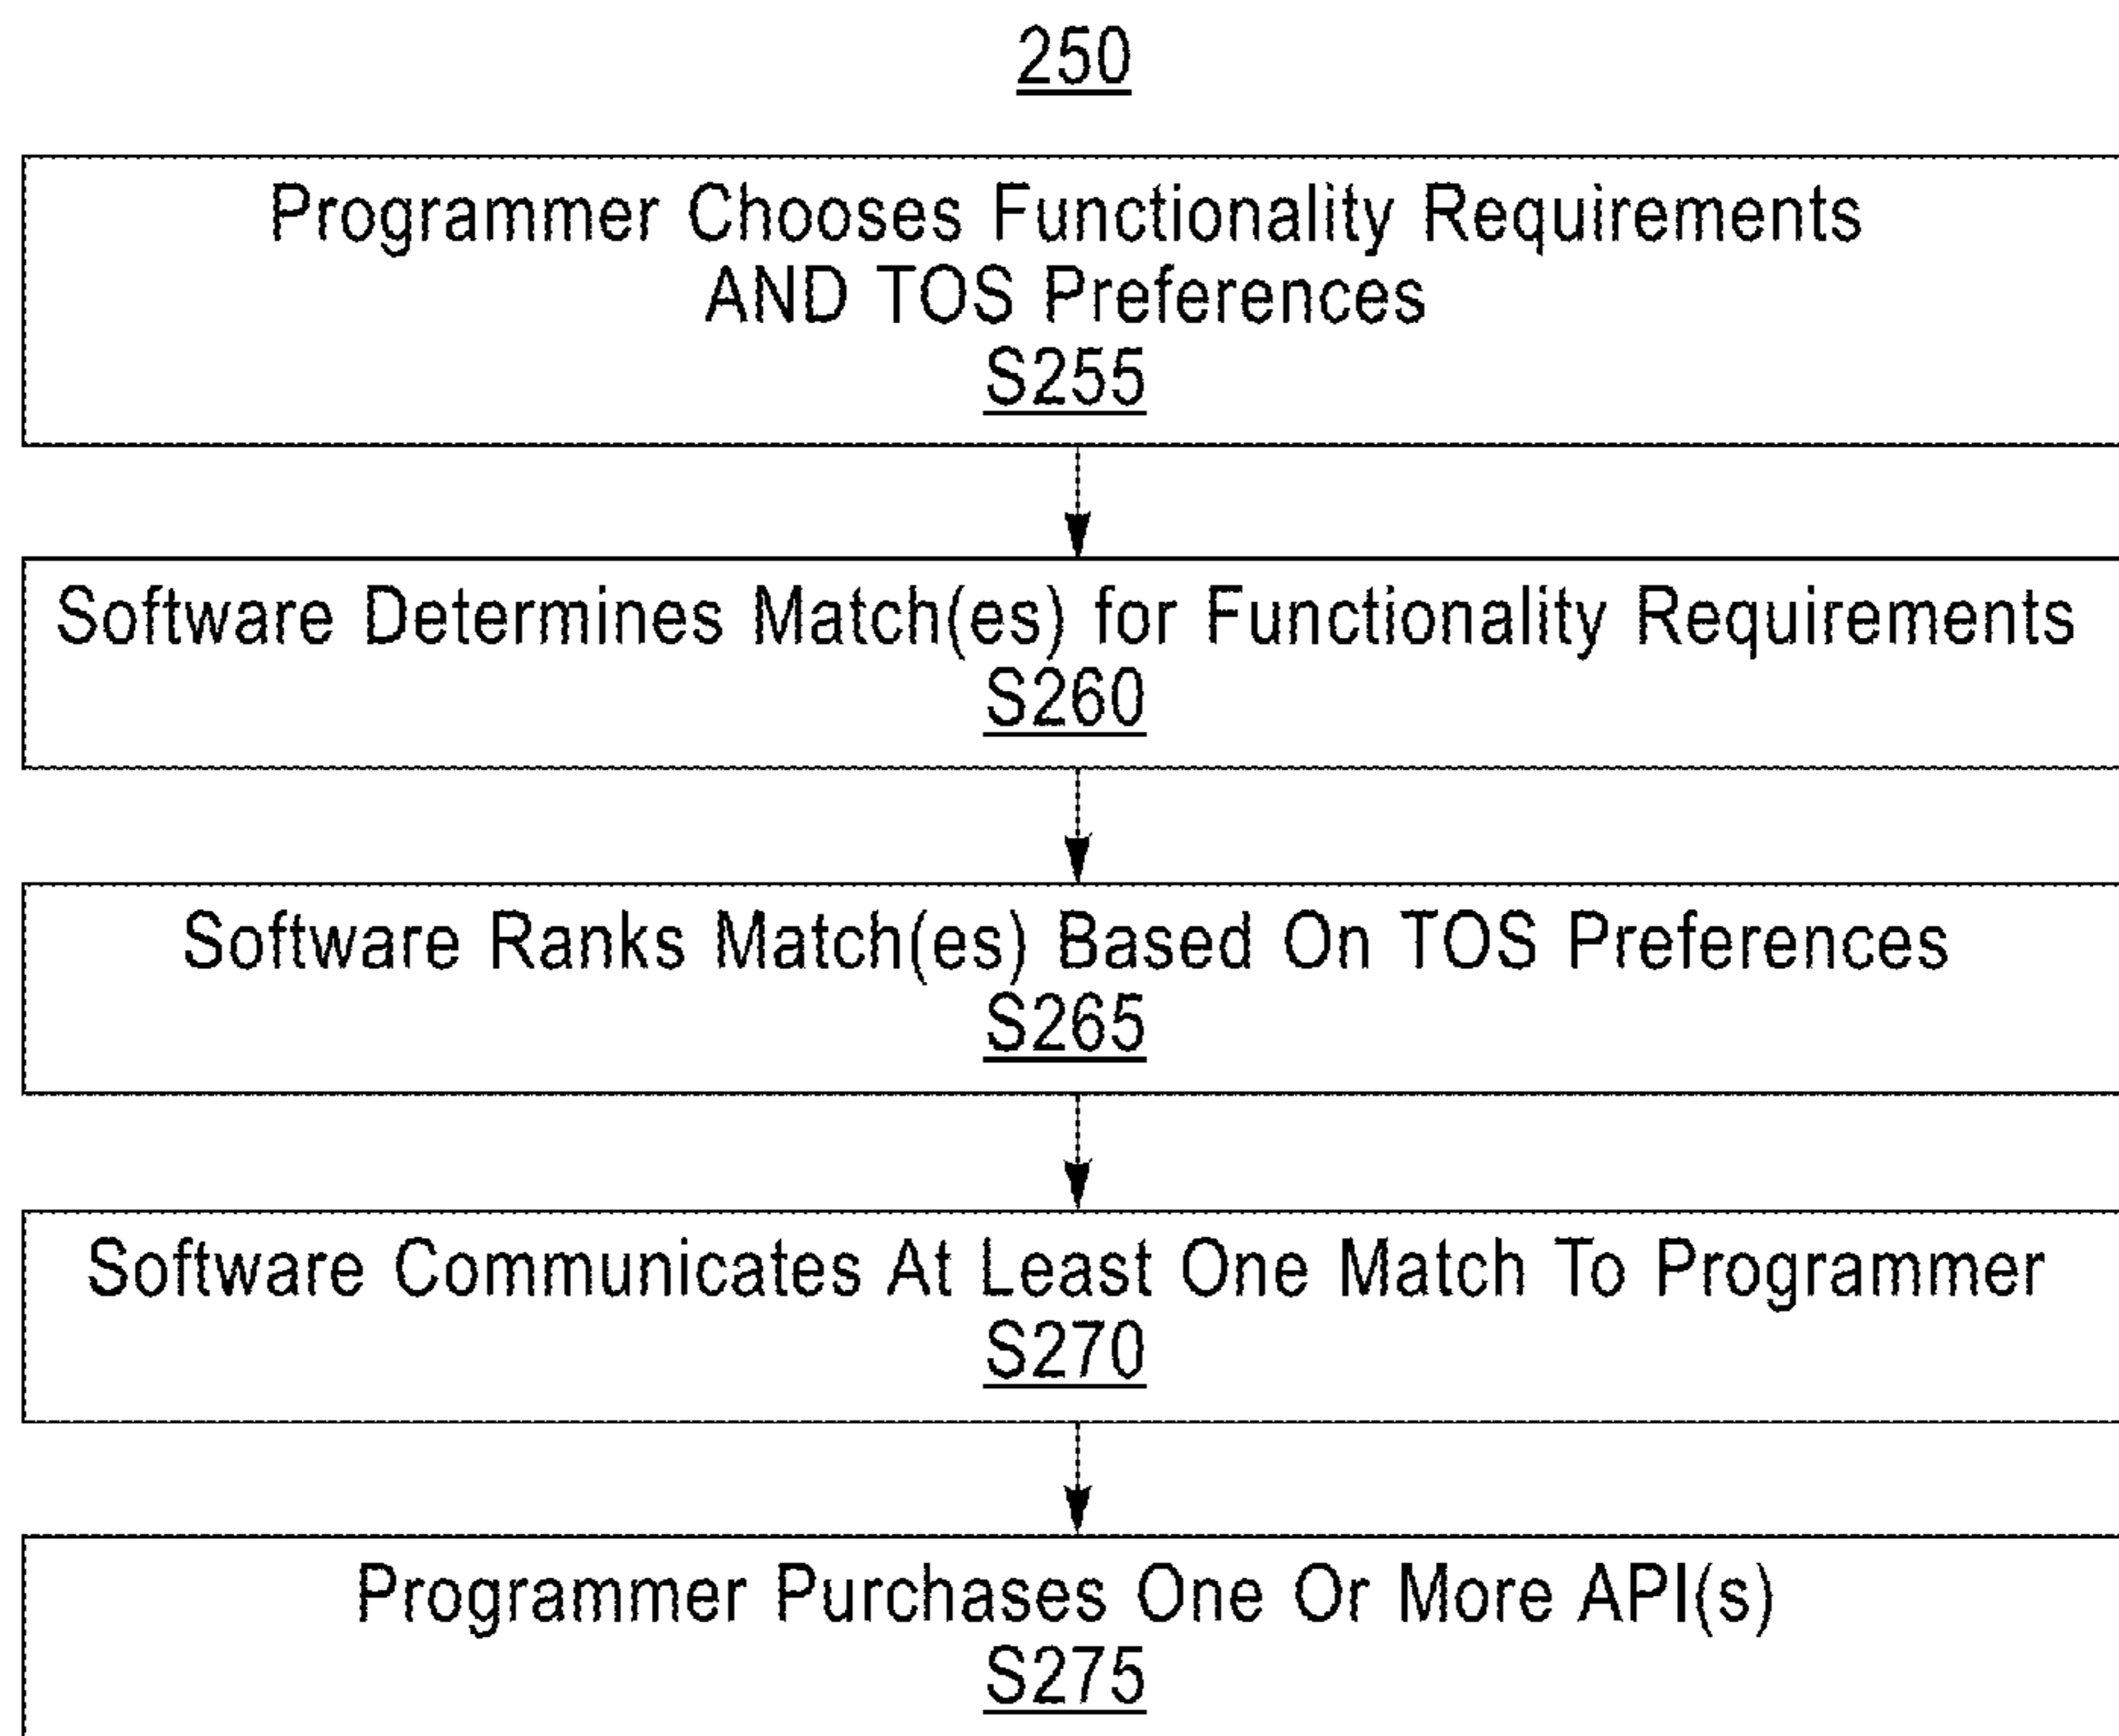 250
Programmer Chooses Functionality Requirements
AND TOS Preferences
S255
Software Determines Match(es) for Functionality Requirements
S260
Software Ranks Match(es) Based On TOS Preferences
S265
Software Communicates At Least One Match To Programmer
S270
Programmer Purchases One Or More API(s)
S275